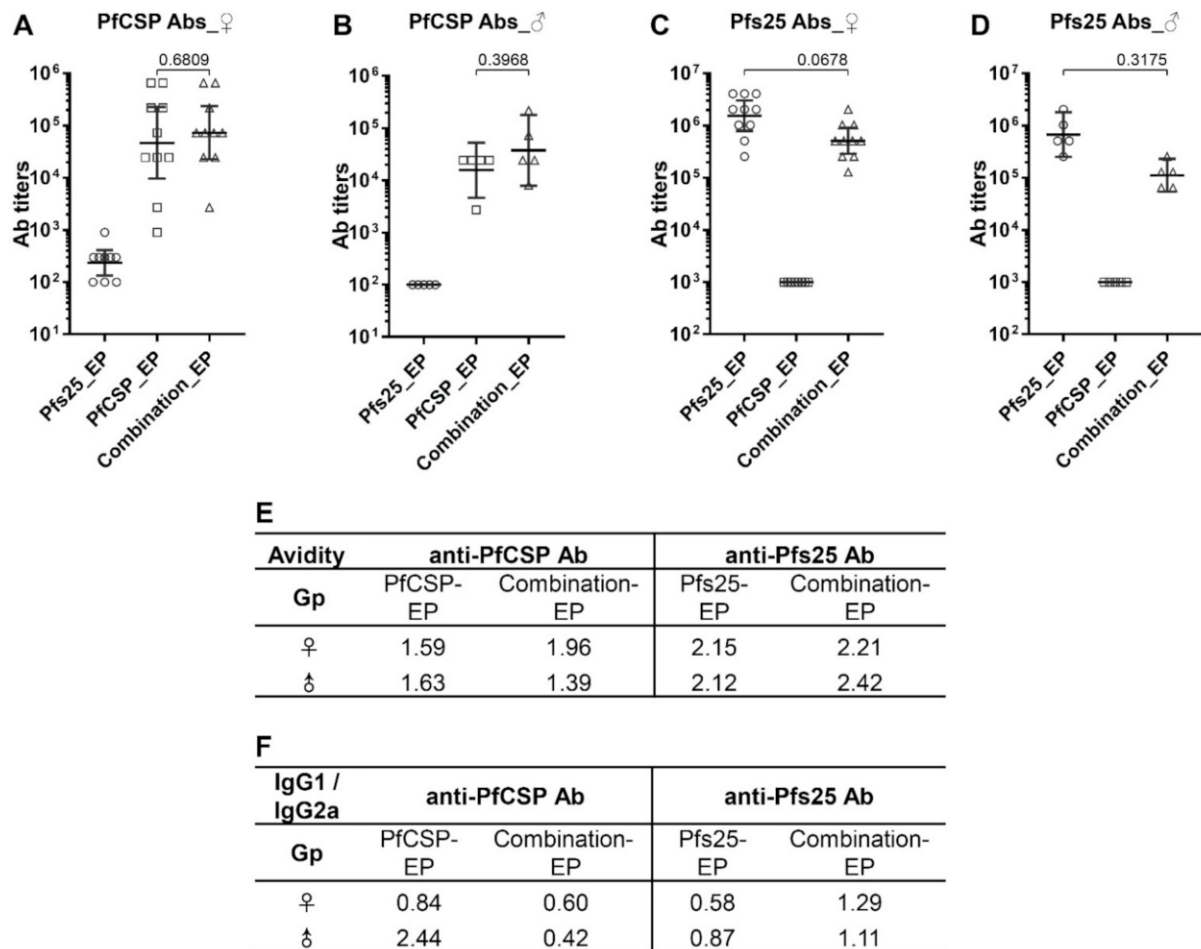 A PfCSP Abs_♀
0.6809
Ab titers
10⁶
10⁵
10⁴
10³
10²
10¹
Pfs25_EP
PfCSP_EP
Combination_EP
B PfCSP Abs_♂
0.3968
Ab titers
10⁶
10⁵
10⁴
10³
10²
10¹
Pfs25_EP
PfCSP_EP
Combination_EP
C Pfs25 Abs_♀
0.0678
Ab titers
10⁷
10⁶
10⁵
10⁴
10³
10²
Pfs25_EP
PfCSP_EP
Combination_EP
D Pfs25 Abs_♂
0.3175
Ab titers
10⁷
10⁶
10⁵
10⁴
10³
10²
Pfs25_EP
PfCSP_EP
Combination_EP
E
Avidity anti-PfCSP Ab anti-Pfs25 Ab
Gp PfCSP-EP Combination-EP Pfs25-EP Combination-EP
♀ 1.59 1.96 2.15 2.21
♂ 1.63 1.39 2.12 2.42
F
IgG1 / IgG2a anti-PfCSP Ab anti-Pfs25 Ab
Gp PfCSP-EP Combination-EP Pfs25-EP Combination-EP
♀ 0.84 0.60 0.58 1.29
♂ 2.44 0.42 0.87 1.11